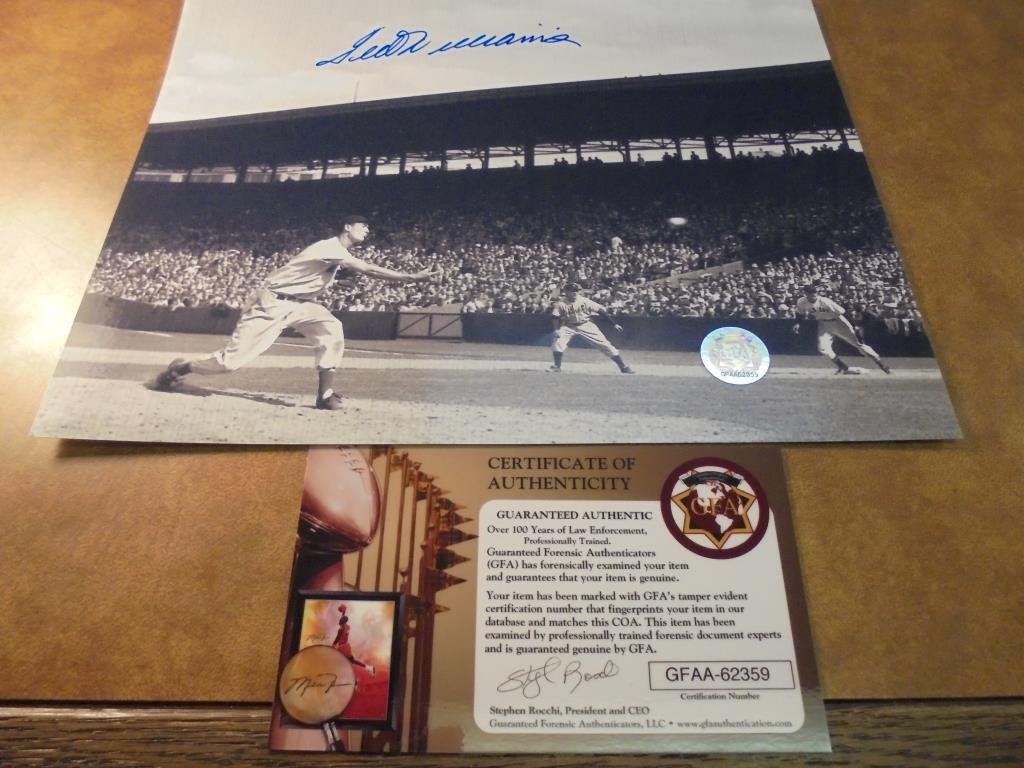 Ted Williams
GFAA62359
CERTIFICATE OF
AUTHENTICITY
GFA
GUARANTEED AUTHENTIC
Over 100 Years of Law Enforcement,
Professionally Trained.
Guaranteed Forensic Authenticators
(GFA) has forensically examined your item
and guarantees that your item is genuine.
Your item has been marked with GFA's tamper evident
certification number that fingerprints your item in our
database and matches this COA. This item has been
examined by professionally trained forensic document experts
and is guaranteed genuine by GFA.
GFAA-62359
Certification Number
Stephen Rocchi, President and CEO
Guaranteed Forensic Authenticators, LLC • www.gfaauthentication.com